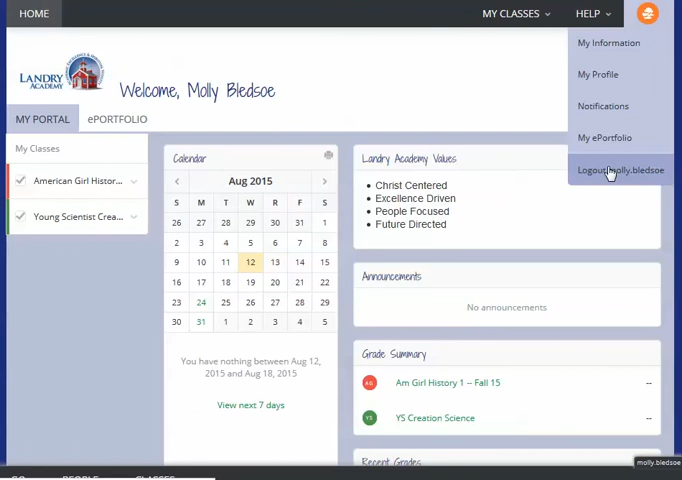 HOME
MY CLASSES
HELP
LANDRY
ACADEMY
Welcome, Molly Bledsoe
My Information
My Profile
Notifications
My ePortfolio
Logout molly.bledsoe
MY PORTAL
ePORTFOLIO
My Classes
American Girl Histor...
Young Scientist Crea...
Calendar
Aug 2015
S M T W T F S
26 27 28 29 30 31 1
2 3 4 5 6 7 8
9 10 11 12 13 14 15
16 17 18 19 20 21 22
23 24 25 26 27 28 29
30 31 1 2 3 4 5
You have nothing between Aug 12,
2015 and Aug 18, 2015
View next 7 days
Landry Academy Values
• Christ Centered
• Excellence Driven
• People Focused
• Future Directed
Announcements
No announcements
Grade Summary
AG Am Girl History 1 -- Fall 15 --
YS YS Creation Science --
Recent Grades
molly.bledsoe
GO
PEOPLE
CLASSES